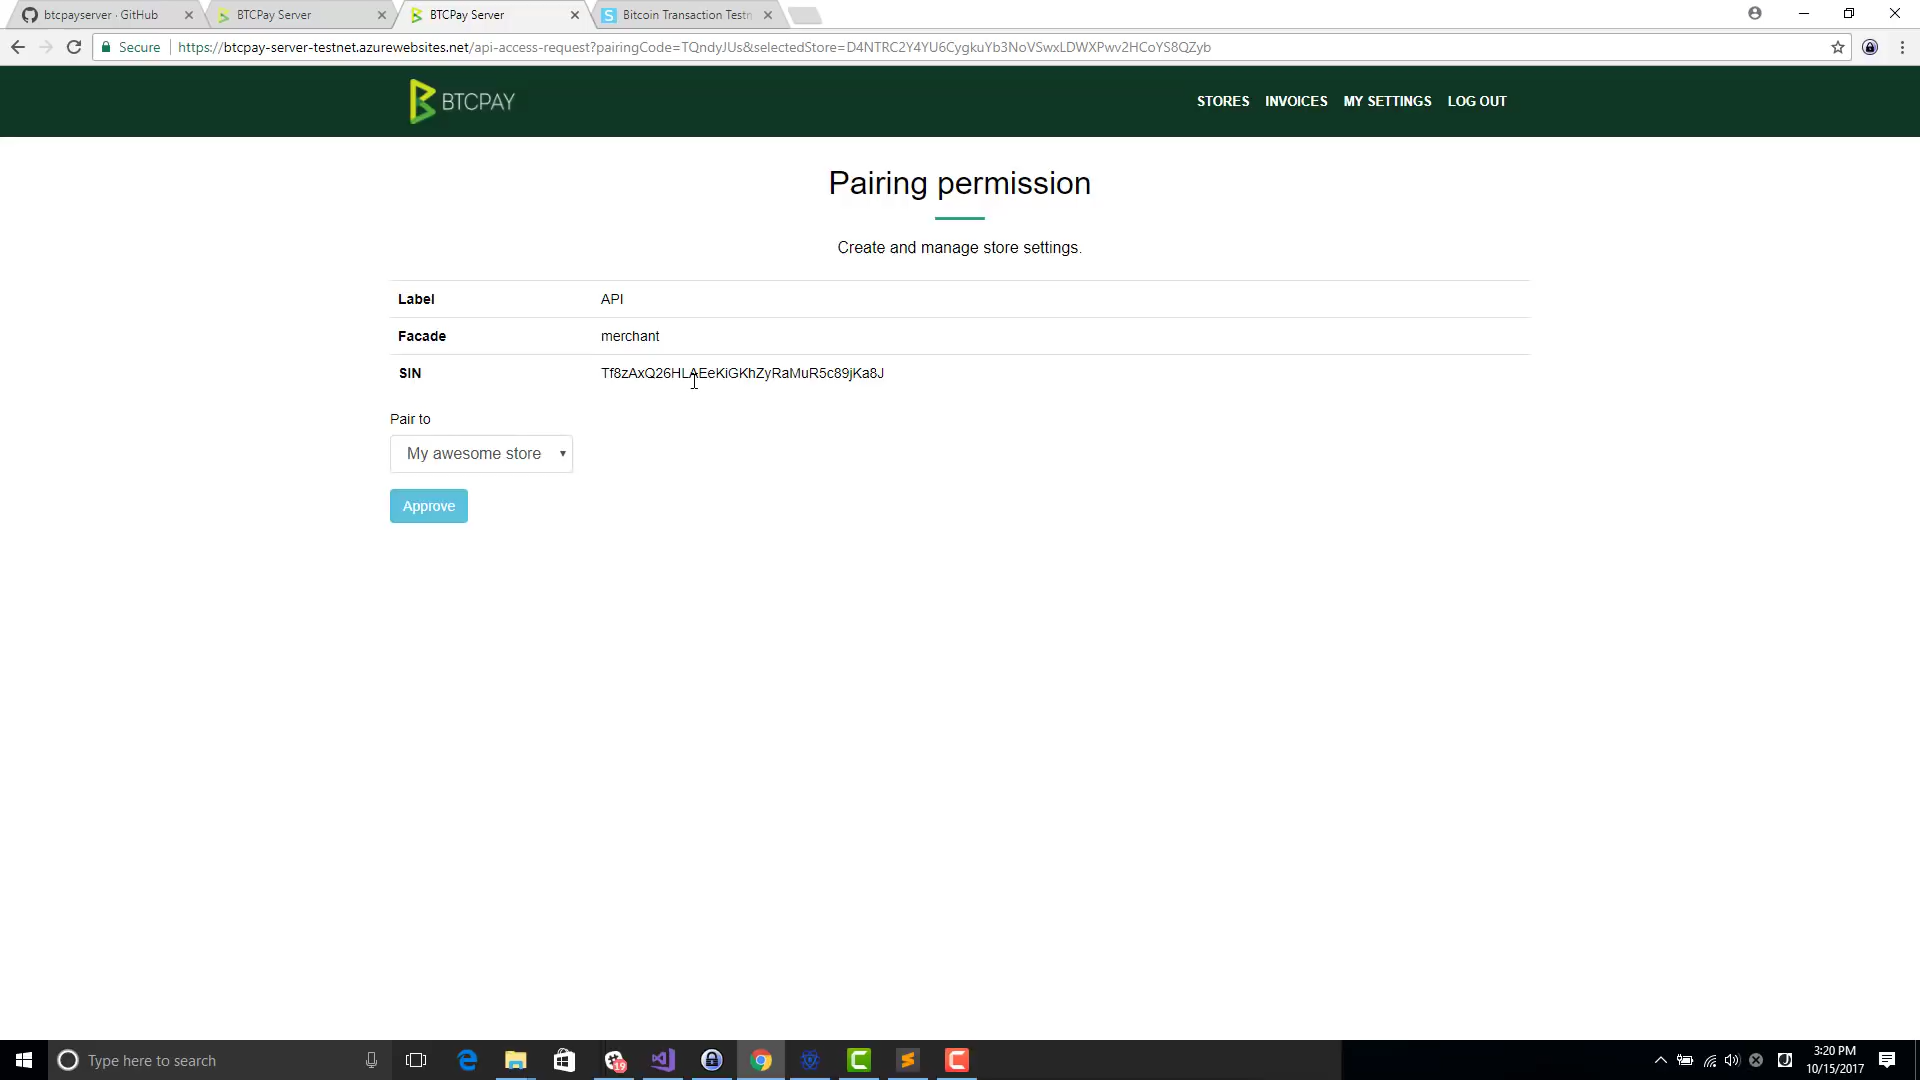 btcpayserver · GitHub
BTCPay Server
BTCPay Server
Bitcoin Transaction Testn
Secure
https://btcpay-server-testnet.azurewebsites.net/api-access-request?pairingCode=TQndyJUs&selectedStore=D4NTRC2Y4YU6CygkuYb3NoVSwxLDWXPwv2HCoYS8QZyb
BTCPAY
STORES INVOICES MY SETTINGS LOG OUT
Pairing permission
Create and manage store settings.
Label API
Facade merchant
SIN Tf8zAxQ26HLAEeKiGKhZyRaMuR5c89jKa8J
Pair to
My awesome store
Approve
Type here to search
19
3:20 PM
10/15/2017